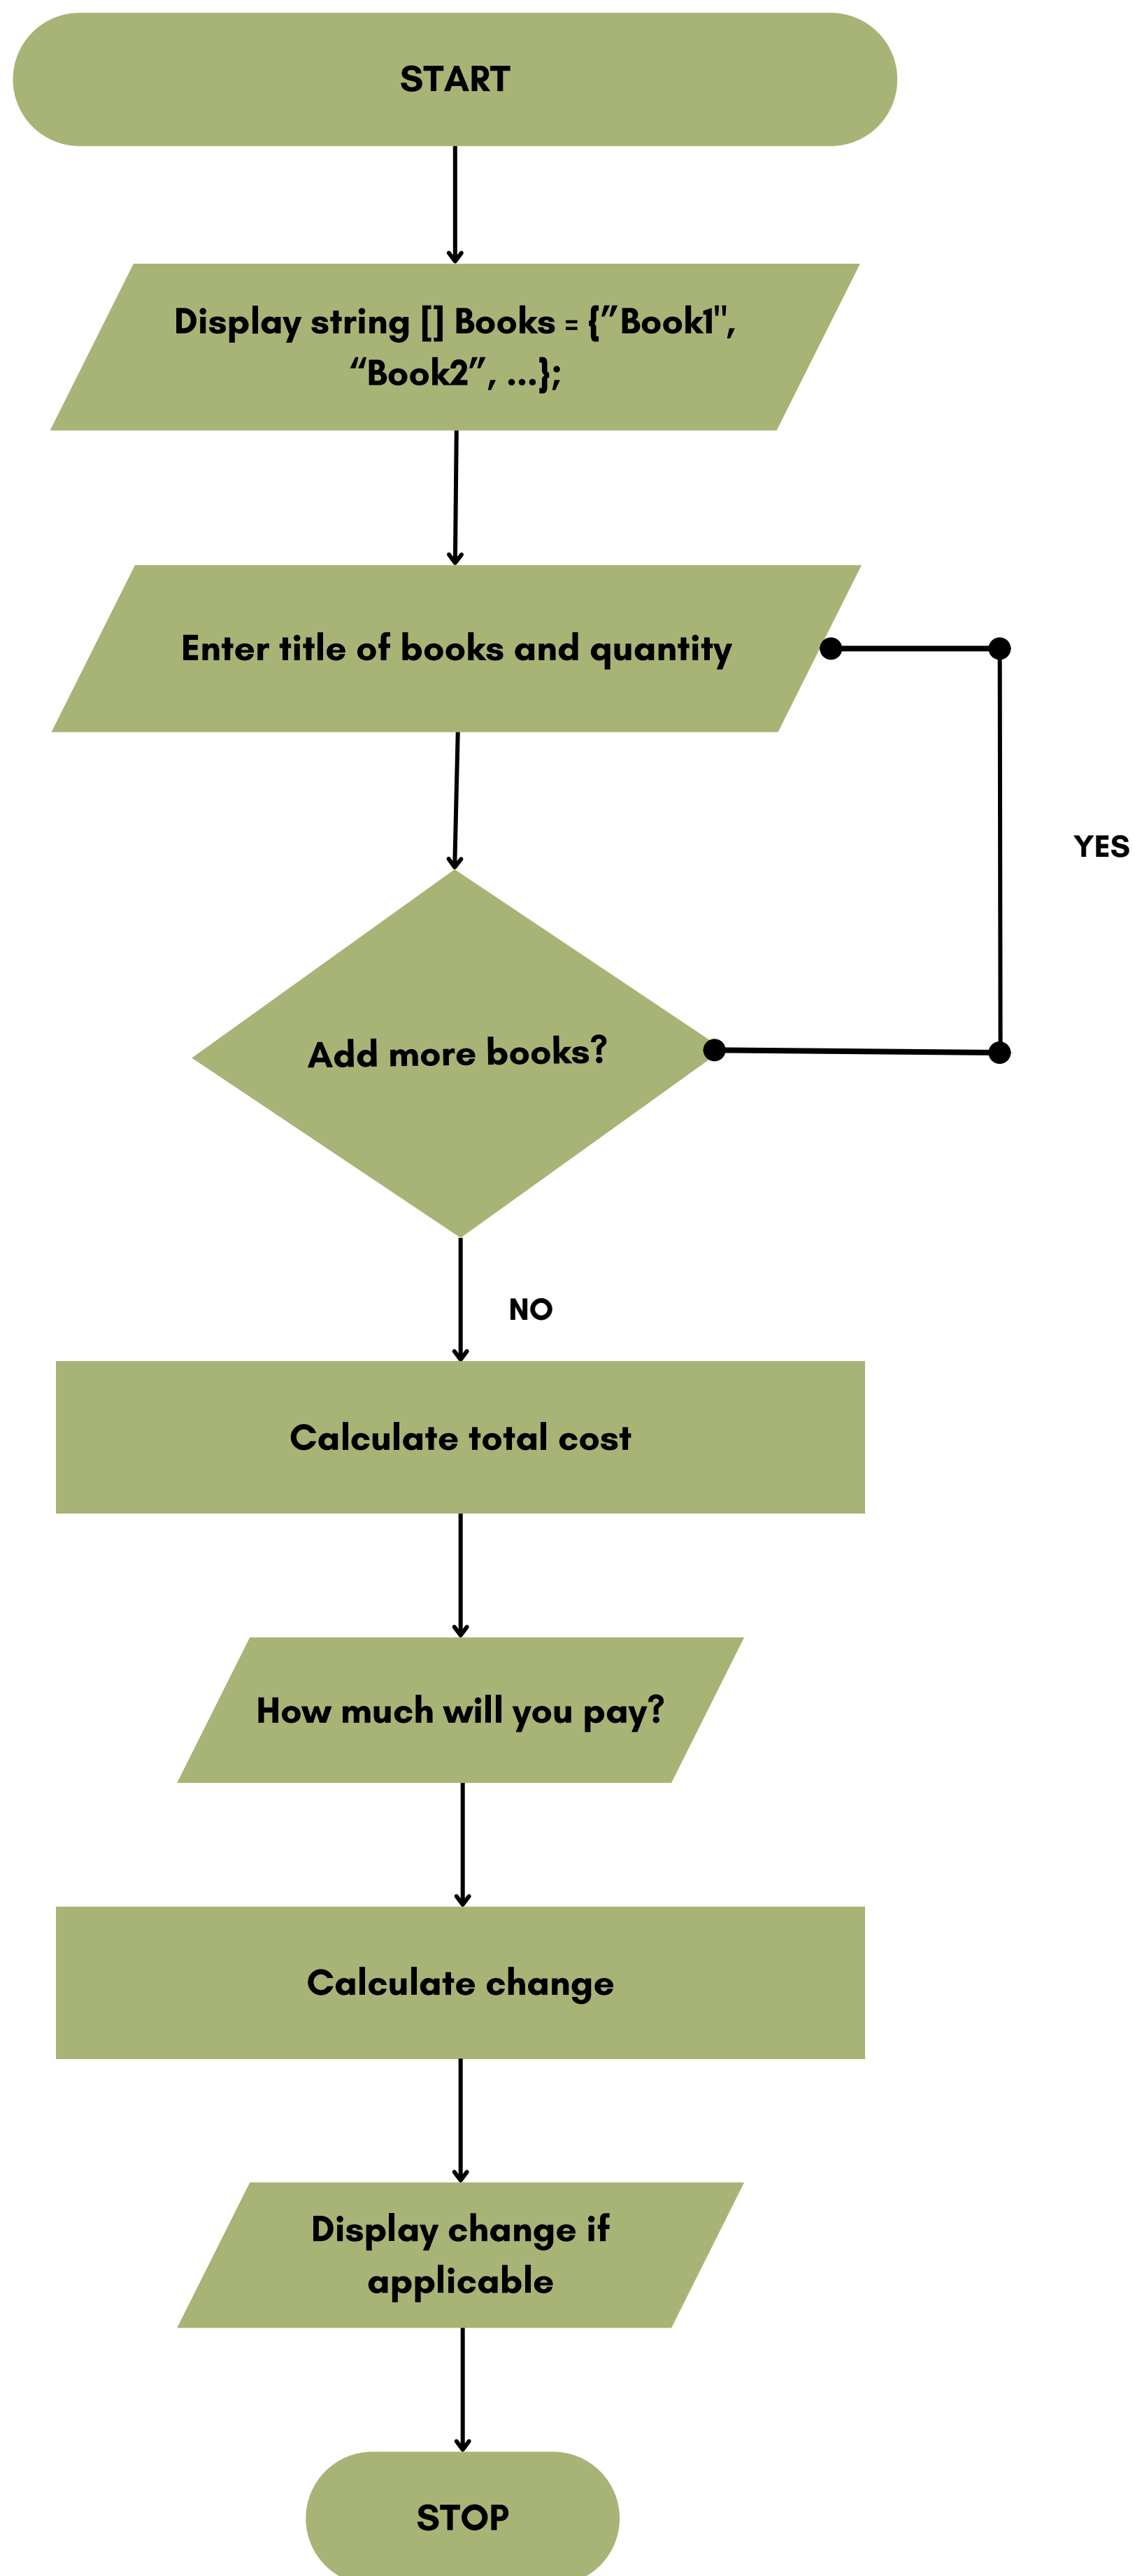 START
Display string [] Books = {”Book1",
“Book2”, ...};
Enter title of books and quantity
YES
Add more books?
NO
Calculate total cost
How much will you pay?
Calculate change
Display change if
applicable
STOP